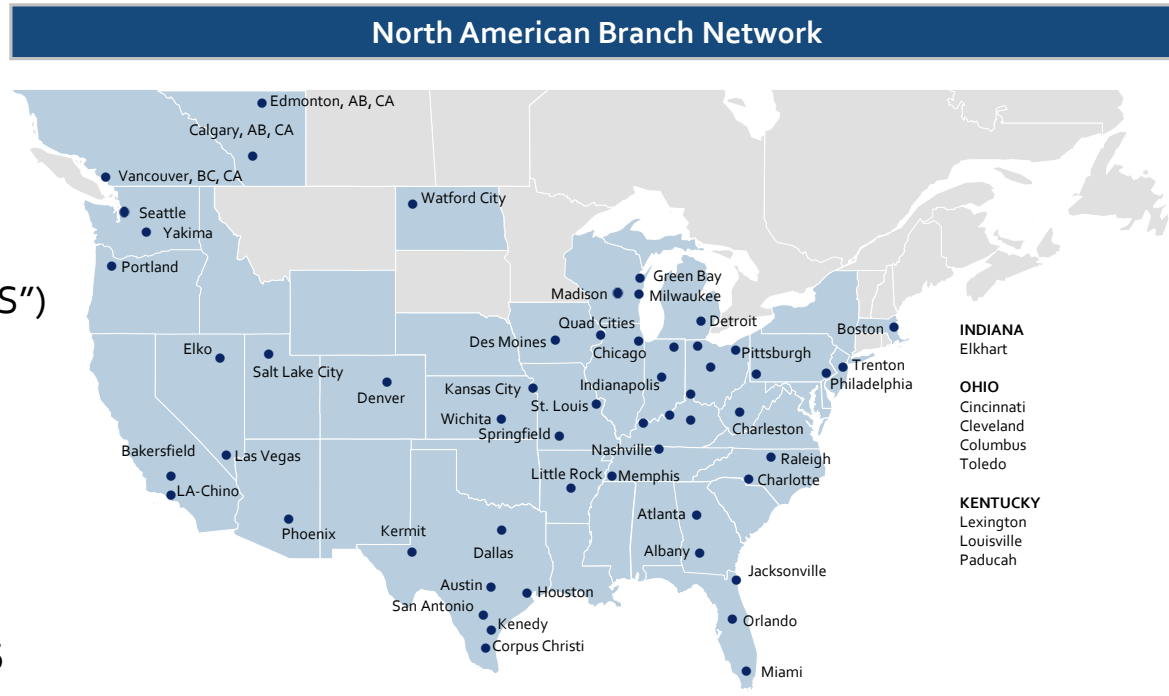 North American Branch Network
Edmonton, AB, CA
Calgary, AB, CA
Vancouver, BC, CA
Watford City
Seattle
Yakima
Portland
S”)
Green Bay
Madison
Milwaukee
Quad Cities
Detroit
Boston
Des Moines
Chicago
Pittsburgh
Elko
Salt Lake City
Trenton
Philadelphia
Denver
Kansas City
Indianapolis
St. Louis
Wichita
Springfield
Charleston
Nashville
Bakersfield
Las Vegas
Raleigh
Little Rock
Memphis
Charlotte
LA-Chino
Atlanta
Phoenix
Kermit
Dallas
Albany
Jacksonville
Austin
Houston
San Antonio
Kenedy
Orlando
Corpus Christi
Miami
INDIANA
Elkhart
OHIO
Cincinnati
Cleveland
Columbus
Toledo
KENTUCKY
Lexington
Louisville
Paducah